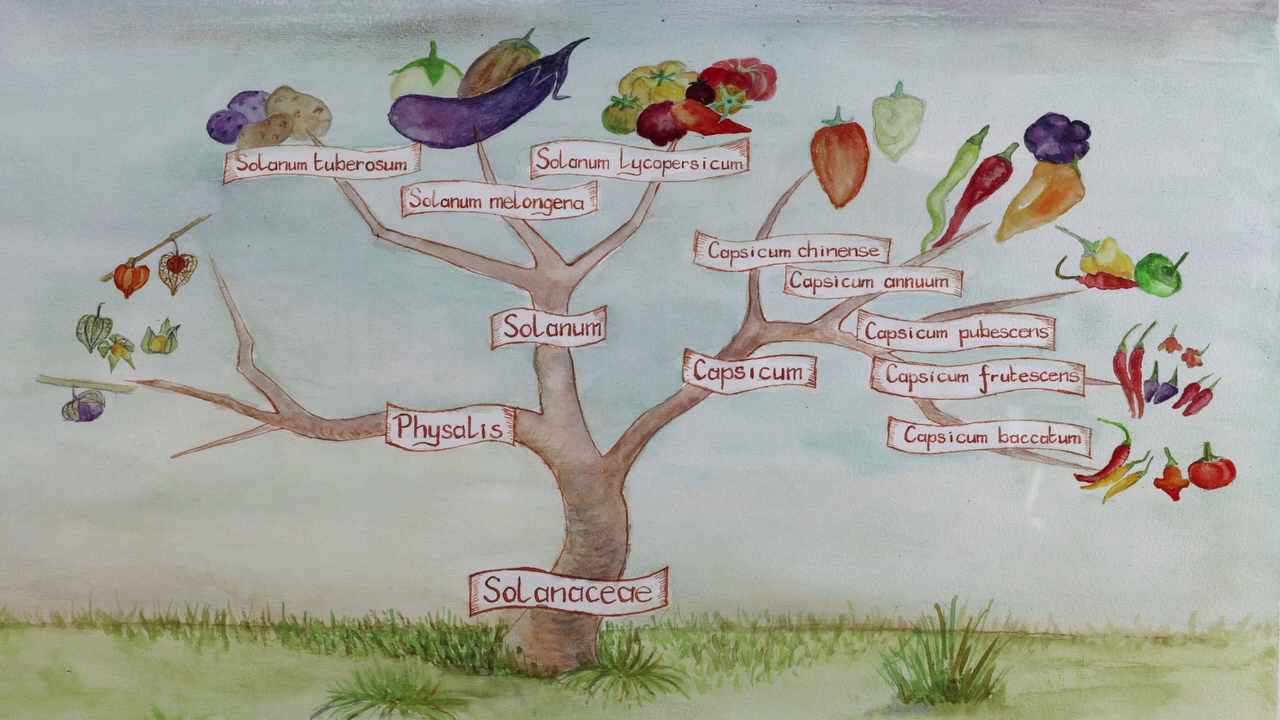 Solanum tuberosum
Solanum Lycopersicum
Solanum melongena
Capsicum chinense
Capsicum annuum
Solanum
Capsicum pubescens
Capsicum
Capsicum frutescens
Physalis
Capsicum baccatum
Solanaceae